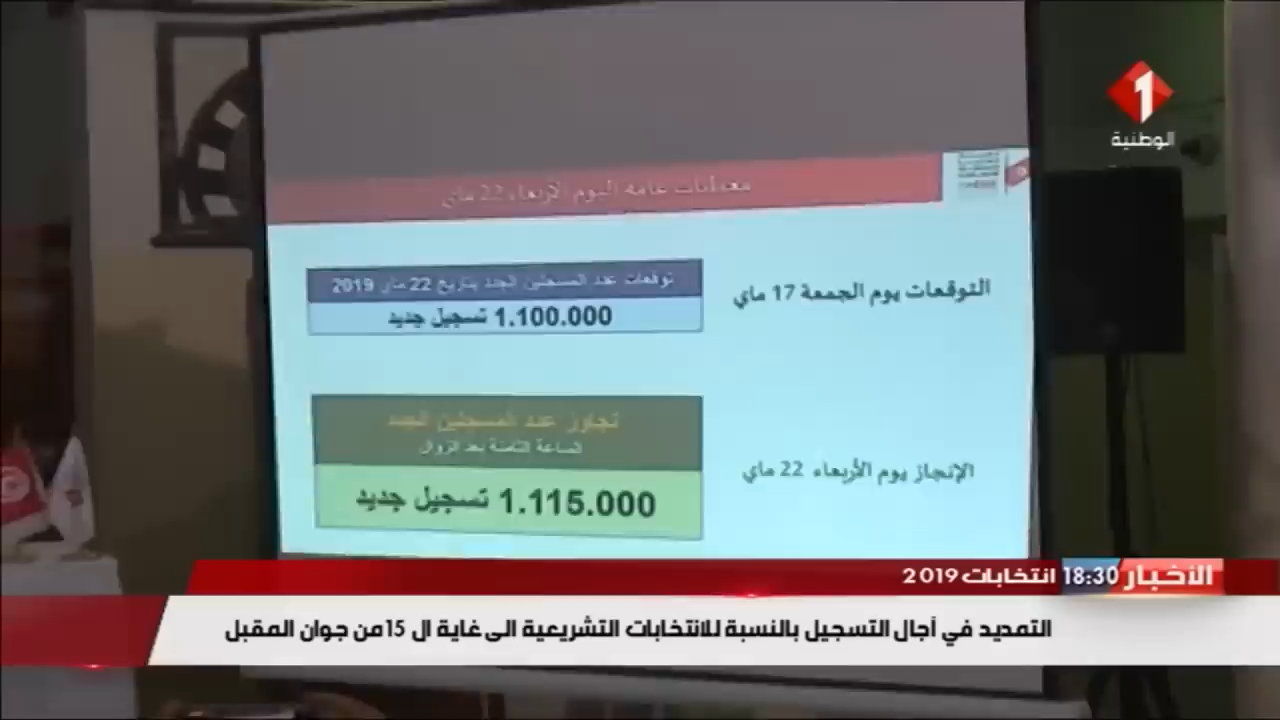 الوطنية
معطيات عامة اليوم الأربعاء 22 ماي
التوقعات يوم الجمعة 17 ماي
توقعات عدد المسجلين الجدد بتاريخ 22 ماي 2019
1.100.000 تسجيل جديد
الإنجاز يوم الأربعاء 22 ماي
تجاوز عدد المسجلين الجدد
الساعة الثامنة بعد الزوال
1.115.000 تسجيل جديد
الأخبار 18:30 انتخابات 2019
التمديد في آجال التسجيل بالنسبة للانتخابات التشريعية الى غاية ال 15 من جوان المقبل